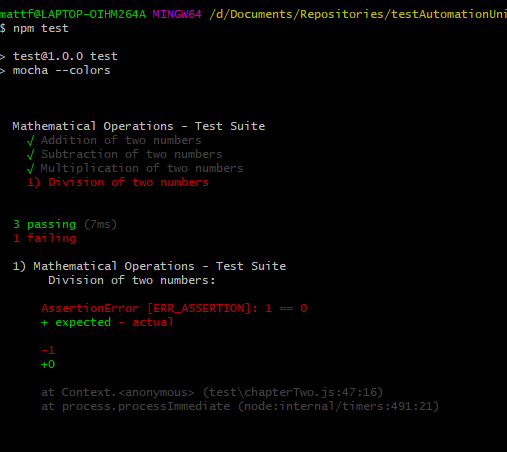 mattf@LAPTOP-OIHM264A MINGW64 /d/Documents/Repositories/testAutomationUni
$ npm test
> test@1.0.0 test
> mocha --colors
Mathematical Operations - Test Suite
√ Addition of two numbers
√ Subtraction of two numbers
√ Multiplication of two numbers
1) Division of two numbers
3 passing (7ms)
1 failing
1) Mathematical Operations - Test Suite
Division of two numbers:
AssertionError [ERR_ASSERTION]: 1 == 0
+ expected - actual
-1
+0
at Context.<anonymous> (test\chapterTwo.js:47:16)
at process.processImmediate (node:internal/timers:491:21)